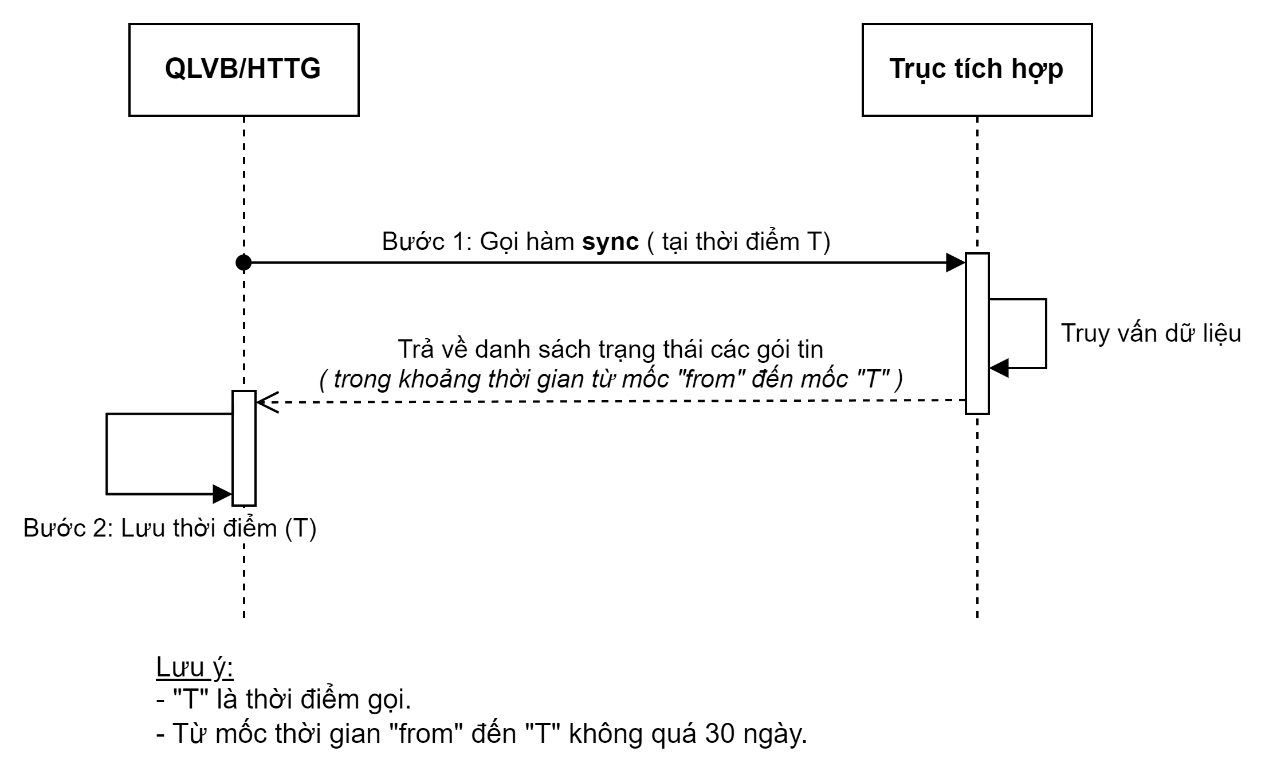 QLVB/HTTG
Trục tích hợp
Bước 1: Gọi hàm sync ( tại thời điểm T)
Truy vấn dữ liệu
Trả về danh sách trạng thái các gói tin
( trong khoảng thời gian từ mốc "from" đến mốc "T" )
Bước 2: Lưu thời điểm (T)
Lưu ý:
- "T" là thời điểm gọi.
- Từ mốc thời gian "from" đến "T" không quá 30 ngày.